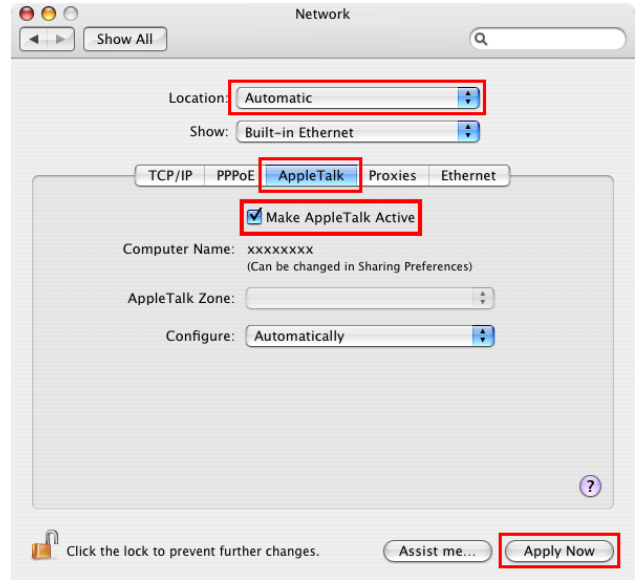 Network
Show All
Location: Automatic
Show: Built-in Ethernet
TCP/IP PPPoE AppleTalk Proxies Ethernet
Make AppleTalk Active
Computer Name: xxxxxxxx
(Can be changed in Sharing Preferences)
AppleTalk Zone:
Configure: Automatically
?
Click the lock to prevent further changes. Assist me... Apply Now